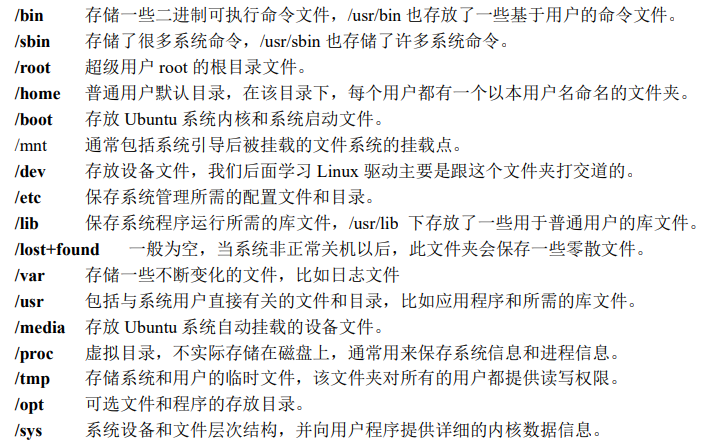 /bin 存储一些二进制可执行命令文件，/usr/bin 也存放了一些基于用户的命令文件。
/sbin 存储了很多系统命令，/usr/sbin 也存储了许多系统命令。
/root 超级用户 root 的根目录文件。
/home 普通用户默认目录，在该目录下，每个用户都有一个以本用户名命名的文件夹。
/boot 存放 Ubuntu 系统内核和系统启动文件。
/mnt 通常包括系统引导后被挂载的文件系统的挂载点。
/dev 存放设备文件，我们后面学习 Linux 驱动主要是跟这个文件夹打交道的。
/etc 保存系统管理所需的配置文件和目录。
/lib 保存系统程序运行所需的库文件，/usr/lib 下存放了一些用于普通用户的库文件。
/lost+found 一般为空，当系统非正常关机以后，此文件夹会保存一些零散文件。
/var 存储一些不断变化的文件，比如日志文件
/usr 包括与系统用户直接有关的文件和目录，比如应用程序和所需的库文件。
/media 存放 Ubuntu 系统自动挂载的设备文件。
/proc 虚拟目录，不实际存储在磁盘上，通常用来保存系统信息和进程信息。
/tmp 存储系统和用户的临时文件，该文件夹对所有的用户都提供读写权限。
/opt 可选文件和程序的存放目录。
/sys 系统设备和文件层次结构，并向用户程序提供详细的内核数据信息。